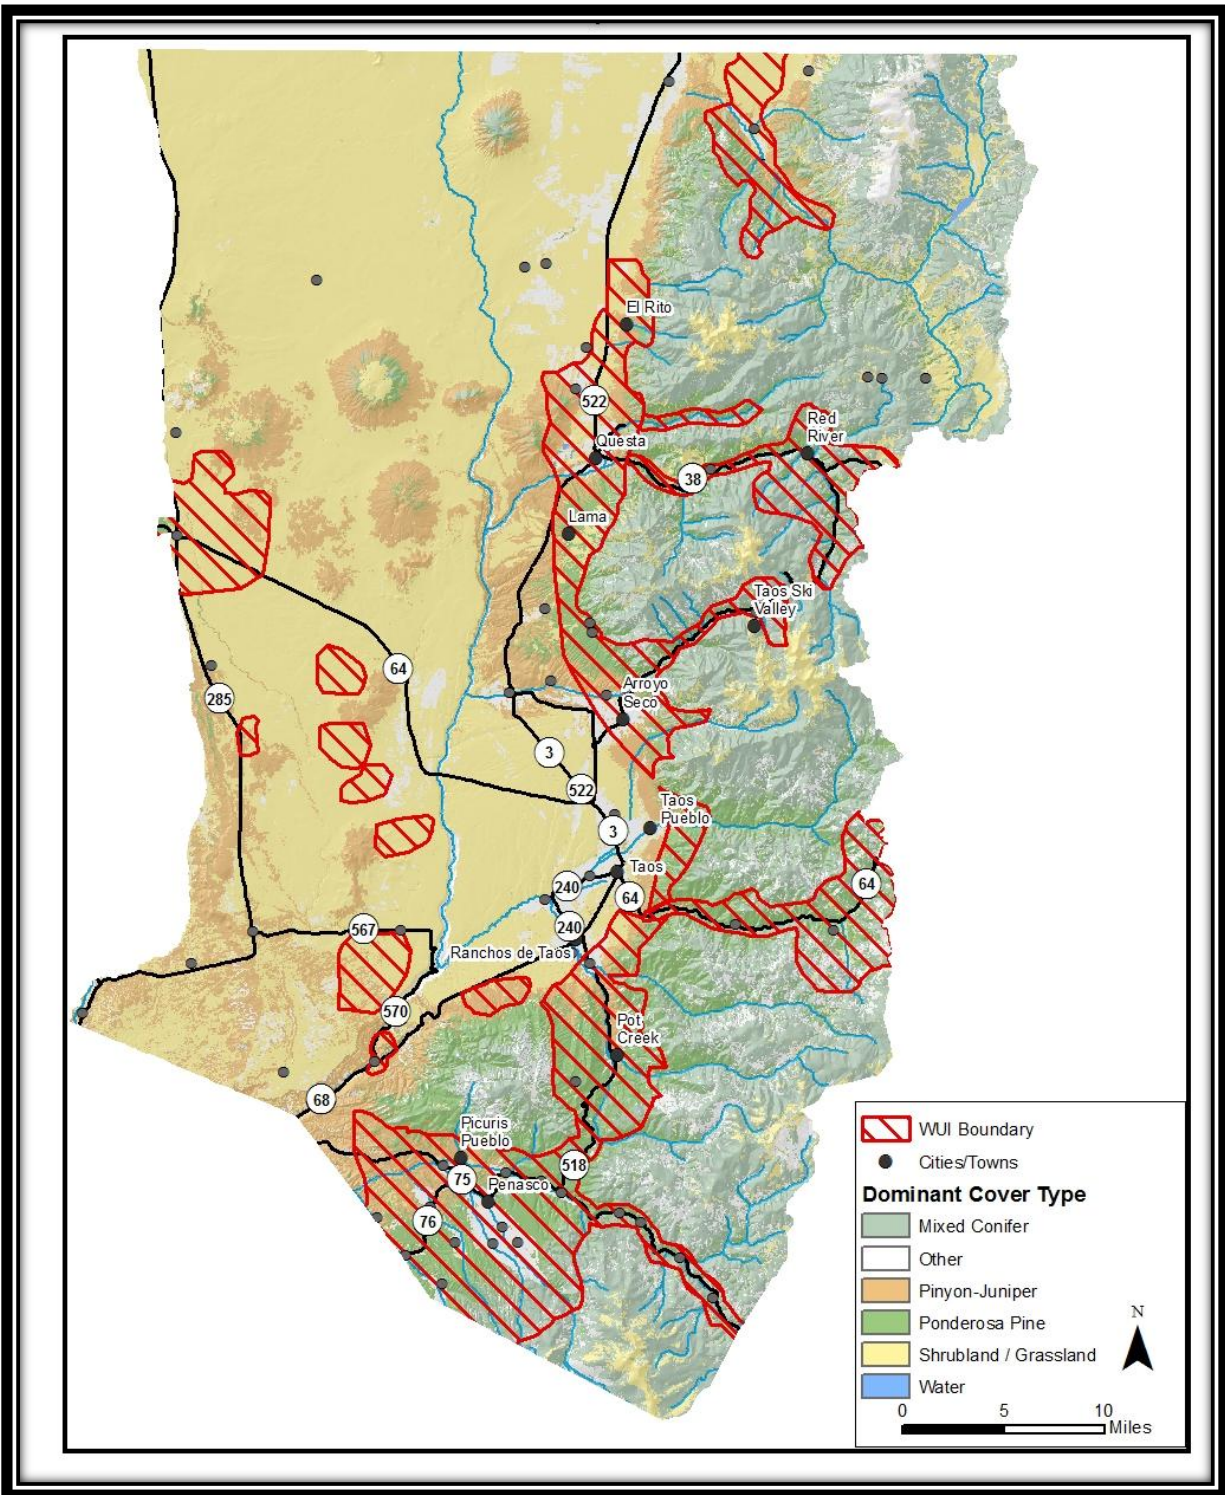 El Rito
522
Red
River
Questa
38
Lama
Taos Ski
Valley
64
285
Arroyo
Seco
3
522
Taos
Pueblo
3
Taos
240
64
64
567
240
Ranchos de Taos
570
Pot
Creek
68
Picuris
Pueblo
518
75
Penasco
76
WUI Boundary
Cities/Towns
Dominant Cover Type
Mixed Conifer
Other
Pinyon-Juniper
Ponderosa Pine
Shrubland / Grassland
Water
N
0 5 10
Miles